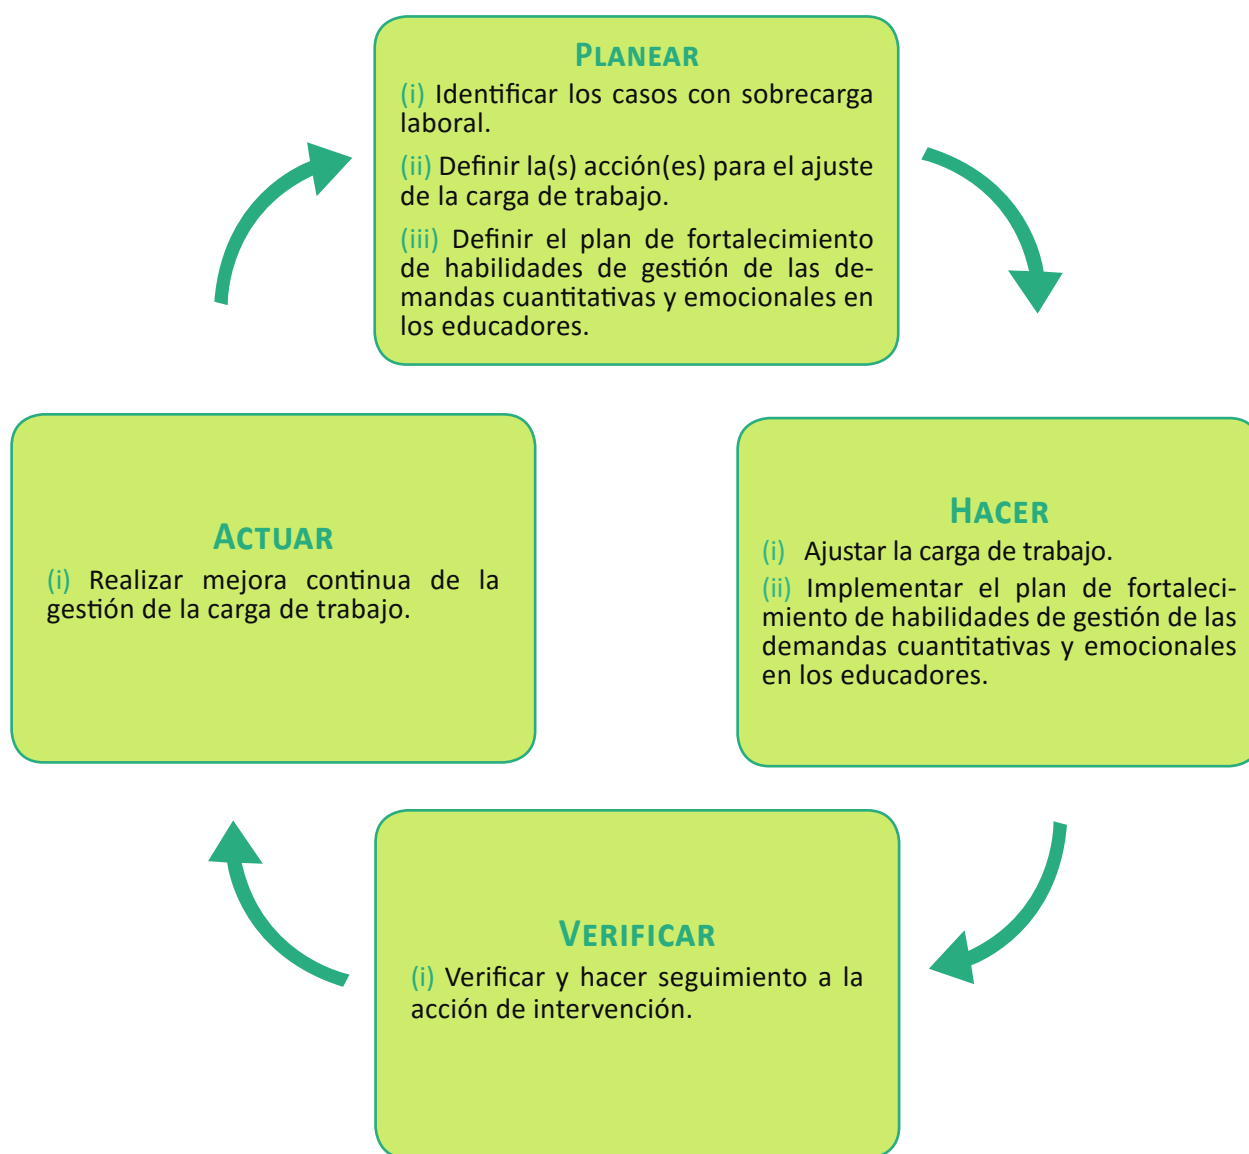 PLANEAR
(i) Identificar los casos con sobrecarga
laboral.
(ii) Definir la(s) acción(es) para el ajuste
de la carga de trabajo.
(iii) Definir el plan de fortalecimiento
de habilidades de gestión de las de-
mandas cuantitativas y emocionales en
los educadores.
HACER
(i) Ajustar la carga de trabajo.
(ii) Implementar el plan de fortaleci-
miento de habilidades de gestión de las
demandas cuantitativas y emocionales
en los educadores.
VERIFICAR
(i) Verificar y hacer seguimiento a la
acción de intervención.
ACTUAR
(i) Realizar mejora continua de la
gestión de la carga de trabajo.